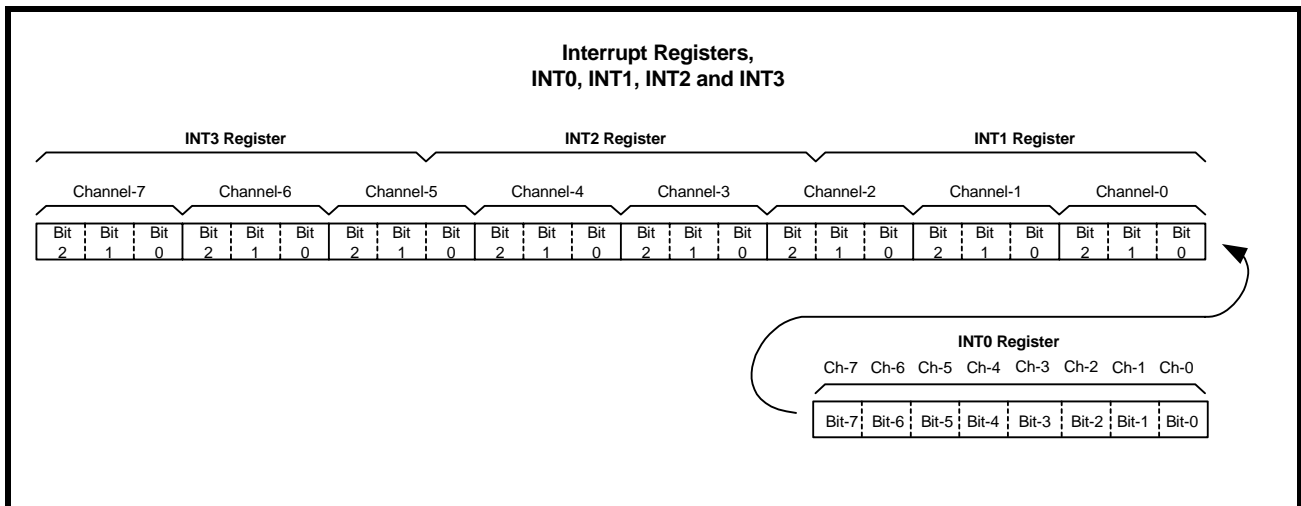 Interrupt Registers,
INT0, INT1, INT2 and INT3
INT3 Register INT2 Register INT1 Register
Channel-7 Channel-6 Channel-5 Channel-4 Channel-3 Channel-2 Channel-1 Channel-0
Bit Bit Bit Bit Bit Bit Bit Bit Bit Bit Bit Bit Bit Bit Bit Bit Bit Bit Bit Bit Bit Bit Bit Bit
2 1 0 2 1 0 2 1 0 2 1 0 2 1 0 2 1 0 2 1 0 2 1 0
INT0 Register
Ch-7 Ch-6 Ch-5 Ch-4 Ch-3 Ch-2 Ch-1 Ch-0
Bit-7 Bit-6 Bit-5 Bit-4 Bit-3 Bit-2 Bit-1 Bit-0